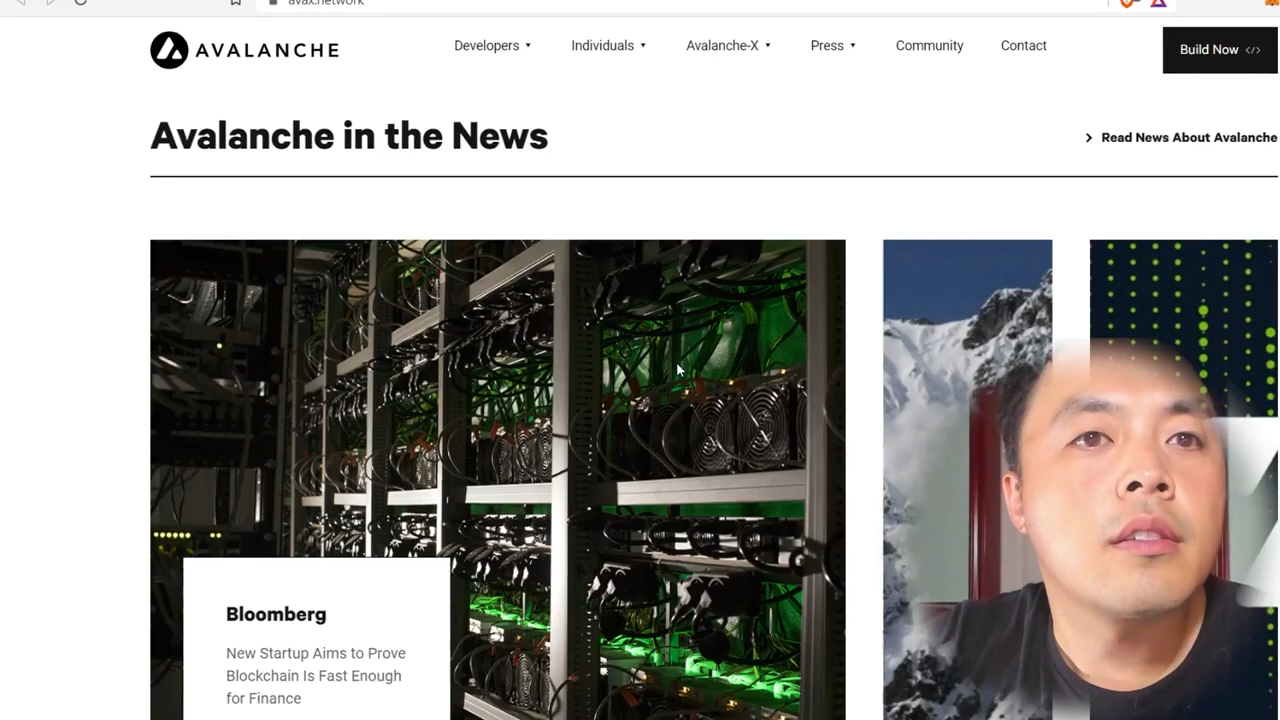 avax.network
AVALANCHE
Developers
Individuals
Avalanche-X
Press
Community
Contact
Build Now </>
Avalanche in the News
Read News About Avalanche
Bloomberg
New Startup Aims to Prove
Blockchain Is Fast Enough
for Finance